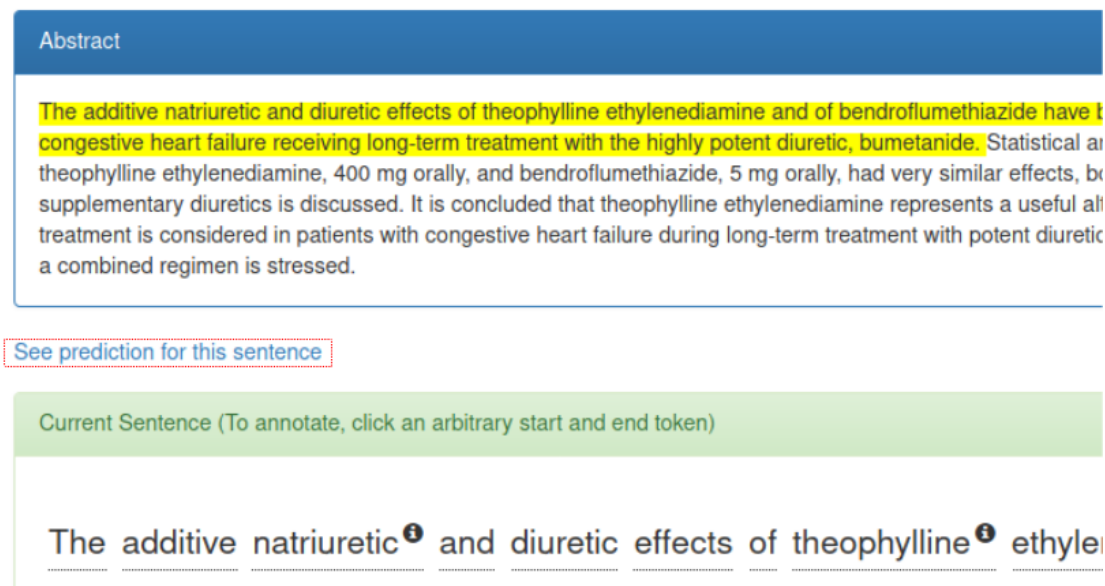 Abstract
The additive natriuretic and diuretic effects of theophylline ethylenediamine and of bendroflumethiazide have
congestive heart failure receiving long-term treatment with the highly potent diuretic, bumetanide. Statistical
theophylline ethylenediamine, 400 mg orally, and bendroflumethiazide, 5 mg orally, had very similar effects,
supplementary diuretics is discussed. It is concluded that theophylline ethylenediamine represents a useful
treatment is considered in patients with congestive heart failure during long-term treatment with potent
a combined regimen is stressed.
See prediction for this sentence
Current Sentence (To annotate, click an arbitrary start and end token)
The additive natriuretic and diuretic effects of theophylline